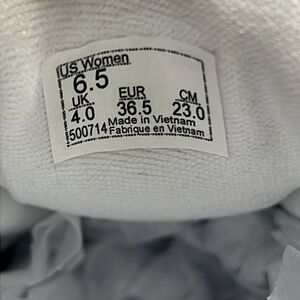 US Women
6.5
UK EUR CM
4.0 36.5 23.0
Made in Vietnam
500714 Fabrique en Vietnam